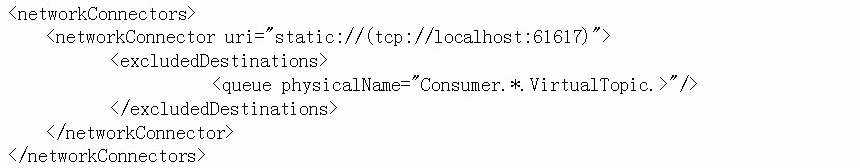 <networkConnectors>
<networkConnector uri="static://(tcp://localhost:61617)">
<excludedDestinations>
<queue physicalName="Consumer.*.VirtualTopic.>"/>
</excludedDestinations>
</networkConnector>
</networkConnectors>